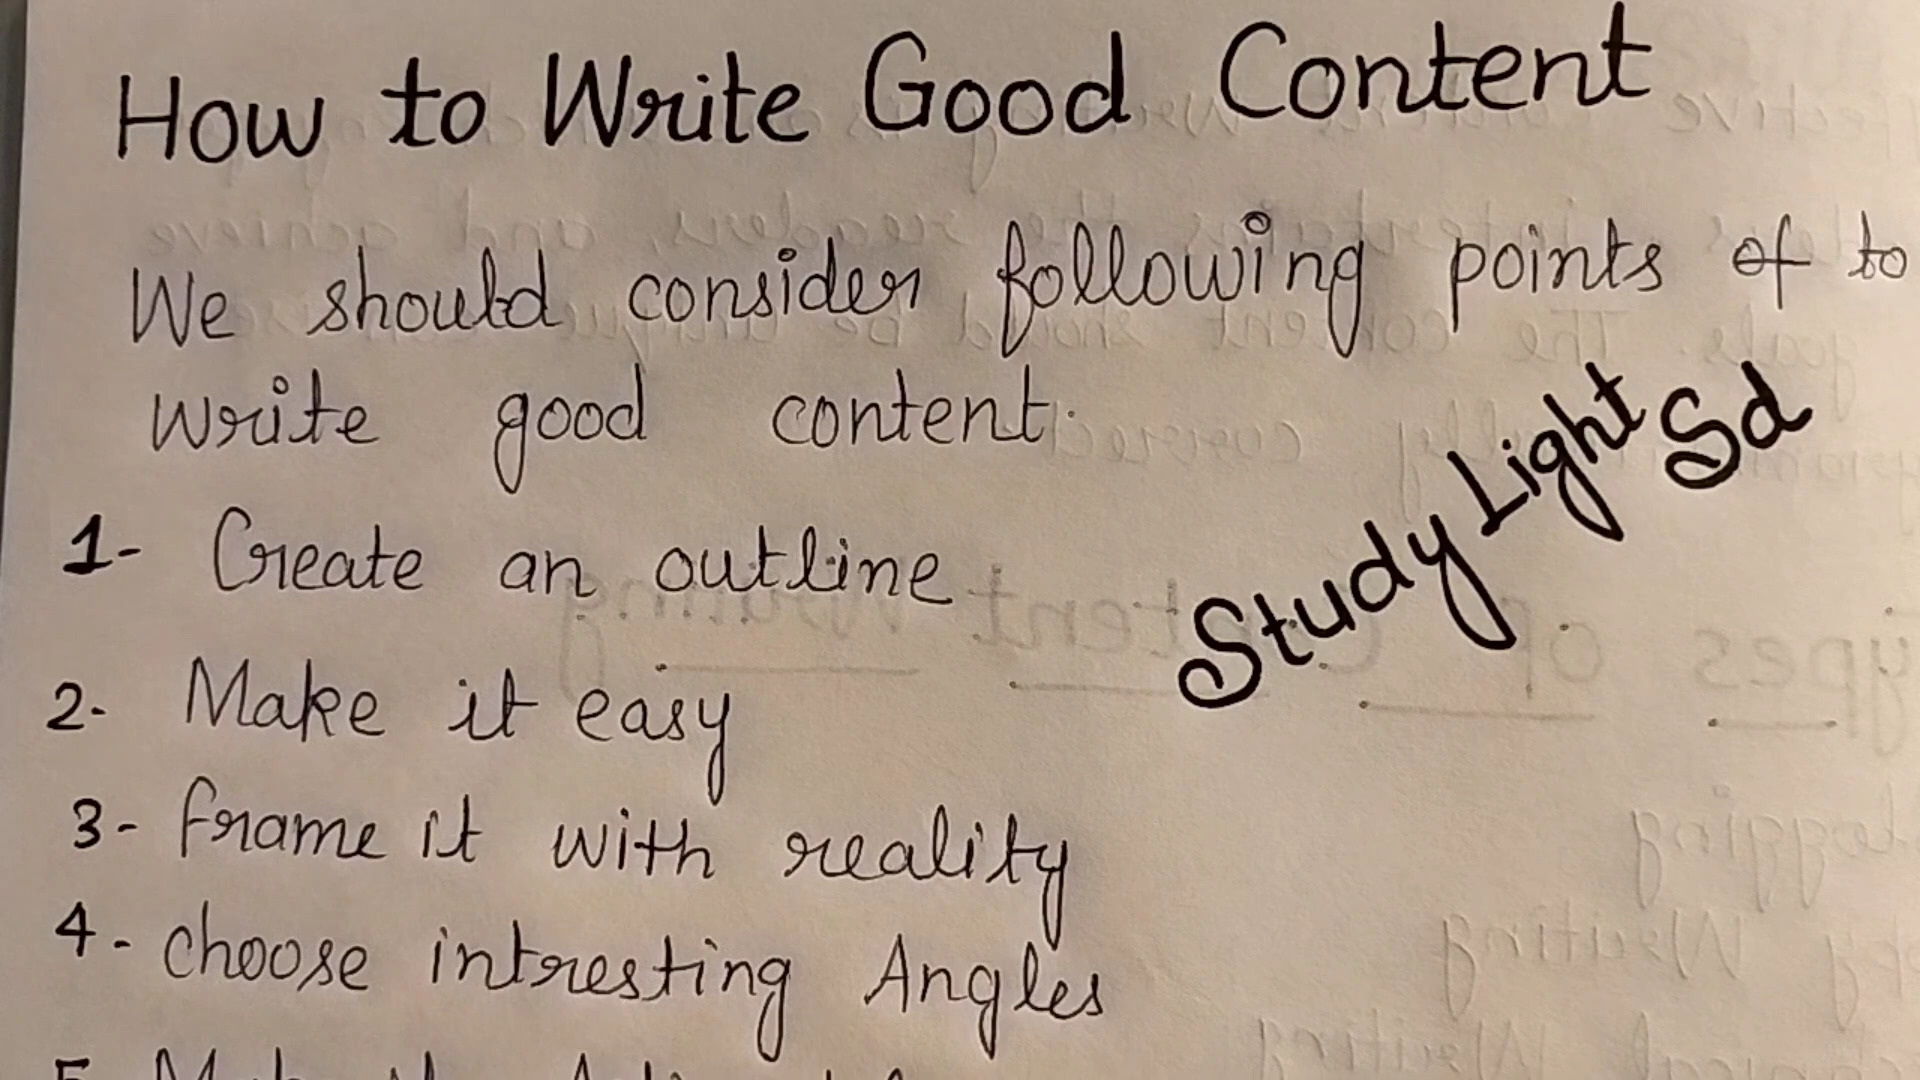 How to Write Good Content
We should consider following points of to
write good content.
1- Create an outline
2- Make it easy
3- frame it with reality
4- choose intresting Angles
Study Light Sd